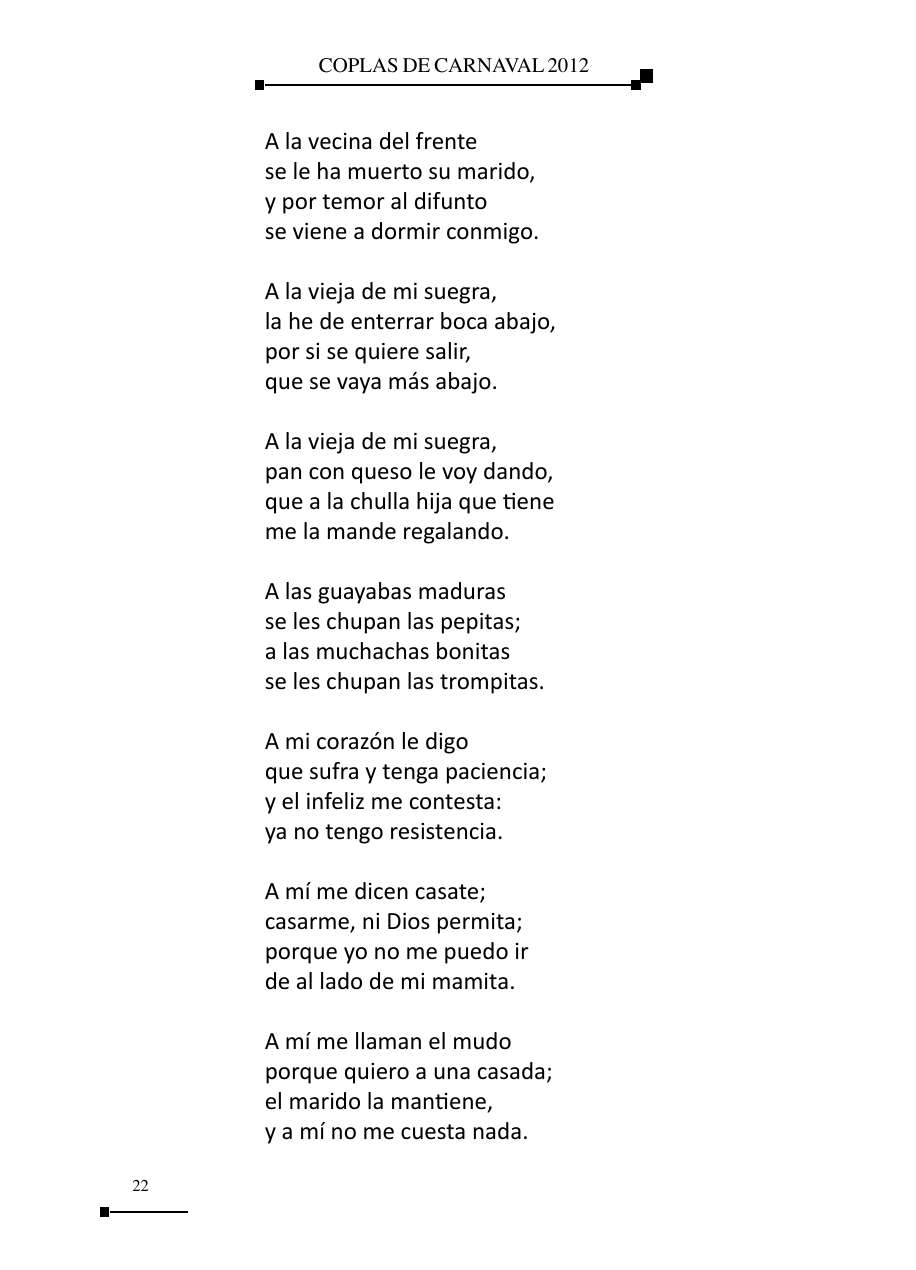 COPLAS DE CARNAVAL 2012
A la vecina del frente
se le ha muerto su marido,
y por temor al difunto
se viene a dormir conmigo.
A la vieja de mi suegra,
la he de enterrar boca abajo,
por si se quiere salir,
que se vaya más abajo.
A la vieja de mi suegra,
pan con queso le voy dando,
que a la chulla hija que tiene
me la mande regalando.
A las guayabas maduras
se les chupan las pepitas;
a las muchachas bonitas
se les chupan las trompitas.
A mi corazón le digo
que sufra y tenga paciencia;
y el infeliz me contesta:
ya no tengo resistencia.
A mí me dicen casate;
casarme, ni Dios permita;
porque yo no me puedo ir
de al lado de mi mamita.
A mí me llaman el mudo
porque quiero a una casada;
el marido la mantiene,
y a mí no me cuesta nada.
22